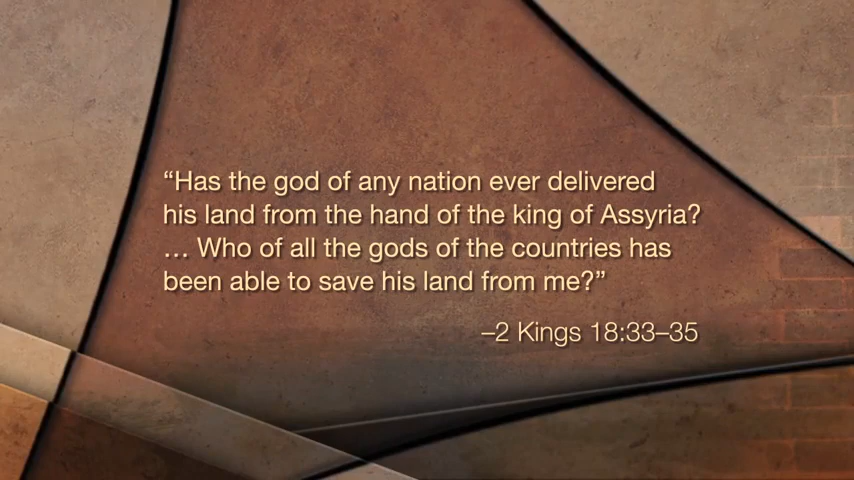 “Has the god of any nation ever delivered
his land from the hand of the king of Assyria?
… Who of all the gods of the countries has
been able to save his land from me?”
–2 Kings 18:33–35